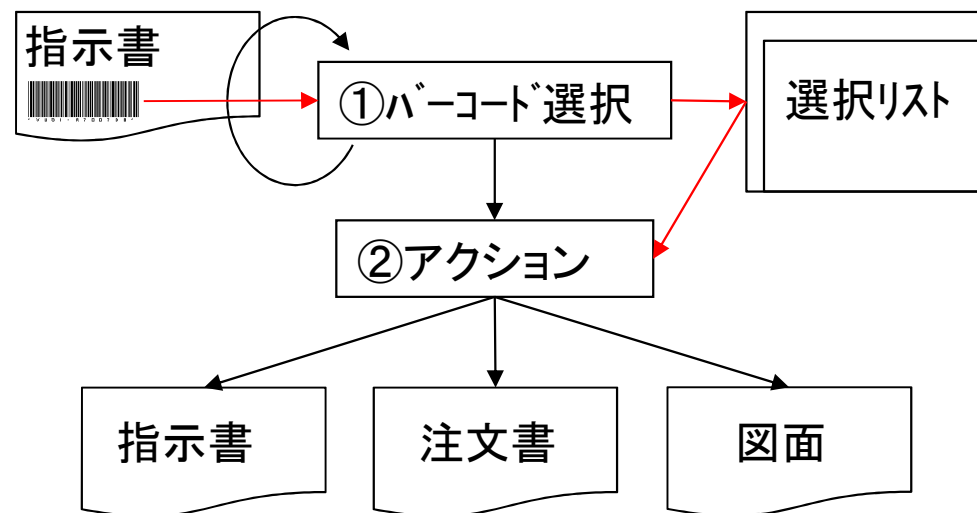 指示書
①ﾊﾞｰｺｰﾄﾞ選択
選択リスト
②アクション
指示書
注文書
図面